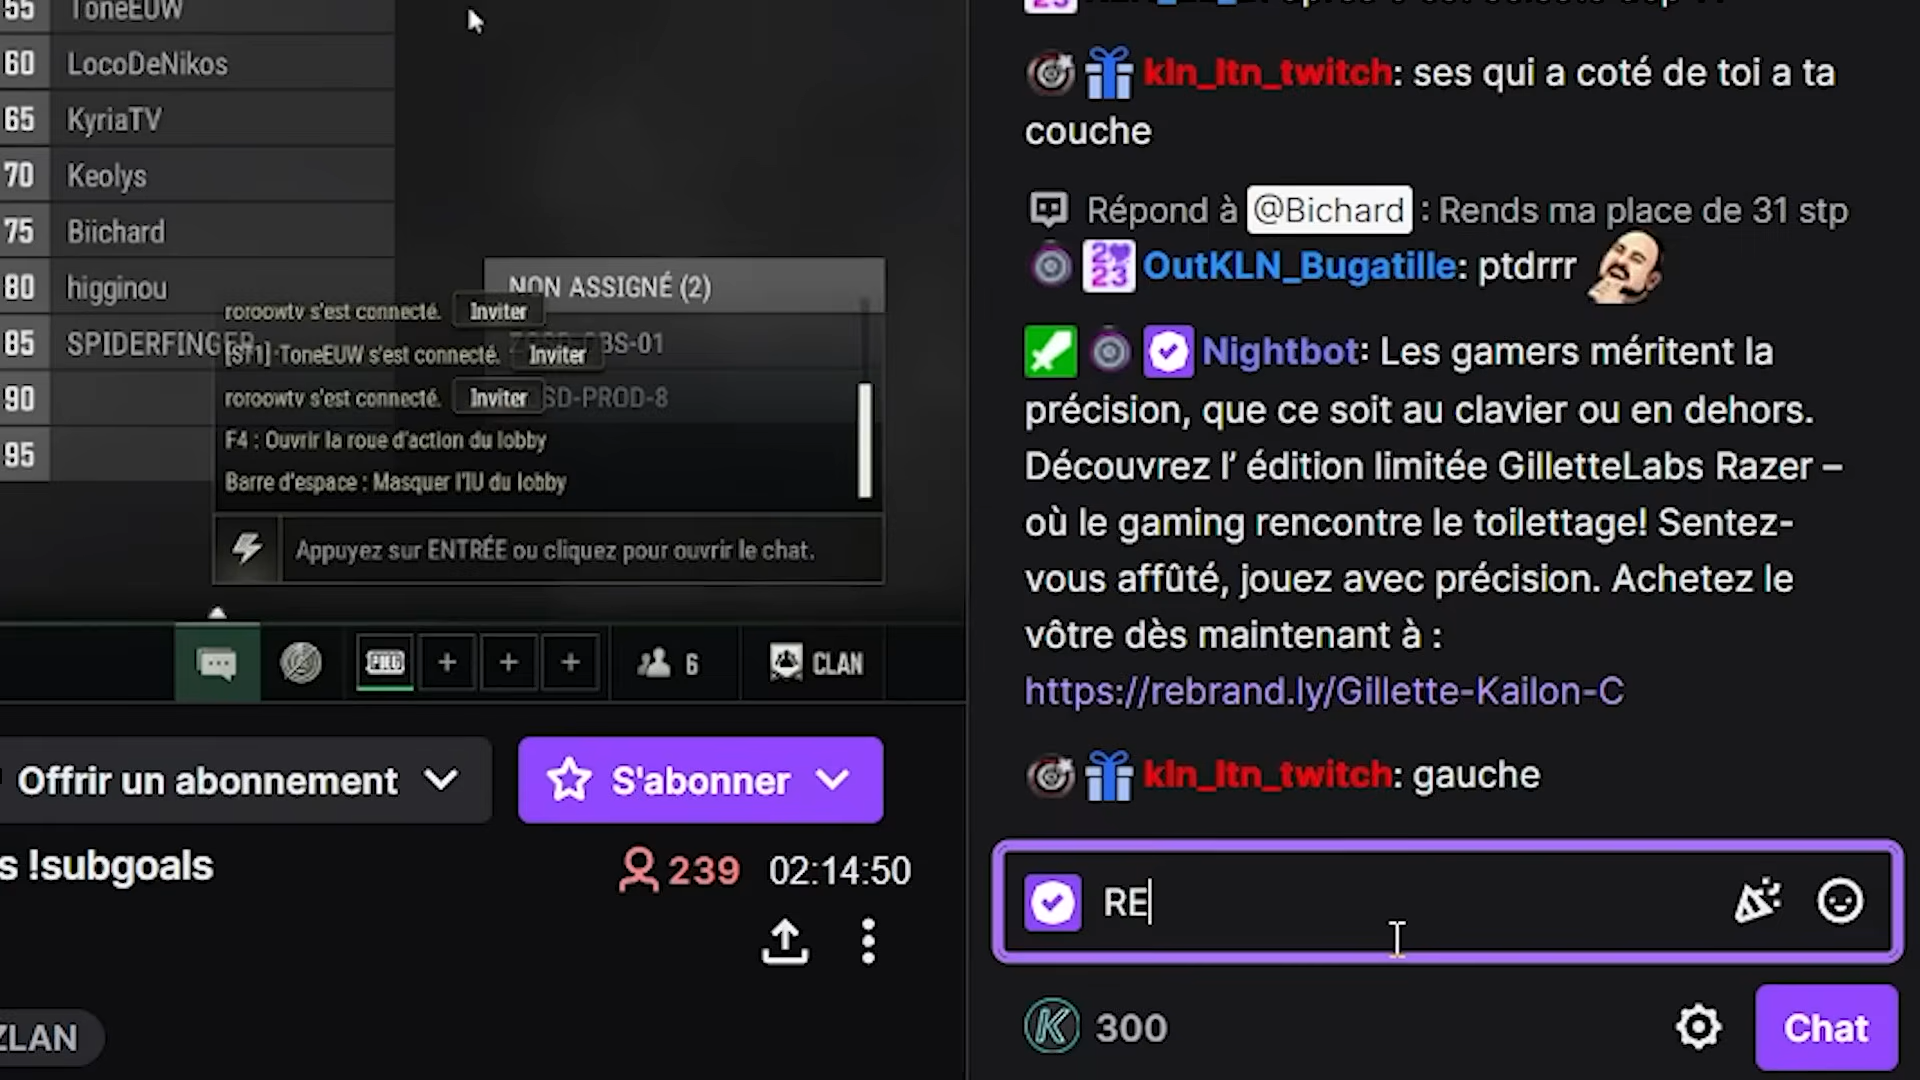 55 ToneEUW
60 LocoDeNikos
65 KyriaTV
70 Keolys
75 Biichard
80 higginou
85 SPIDERFINGER
90
95
NON ASSIGNÉ (2)
roroowtv s'est connecté. Inviter
[ST1] ToneEUW s'est connecté. Inviter
roroowtv s'est connecté. Inviter
F4 : Ouvrir la roue d'action du lobby
Barre d'espace : Masquer l'IU du lobby
Appuyez sur ENTRÉE ou cliquez pour ouvrir le chat.
PUBG + + + 6 CLAN
Offrir un abonnement S'abonner
s !subgoals 239 02:14:50
ZLAN
kln_ltn_twitch: ses qui a coté de toi a ta
couche
Répond à @Bichard : Rends ma place de 31 stp
2023 OutKLN_Bugatille: ptdrrr
Nightbot: Les gamers méritent la
précision, que ce soit au clavier ou en dehors.
Découvrez l’ édition limitée GilletteLabs Razer –
où le gaming rencontre le toilettage! Sentez-
vous affûté, jouez avec précision. Achetez le
vôtre dès maintenant à :
https://rebrand.ly/Gillette-Kailon-C
kln_ltn_twitch: gauche
RE
K 300
Chat